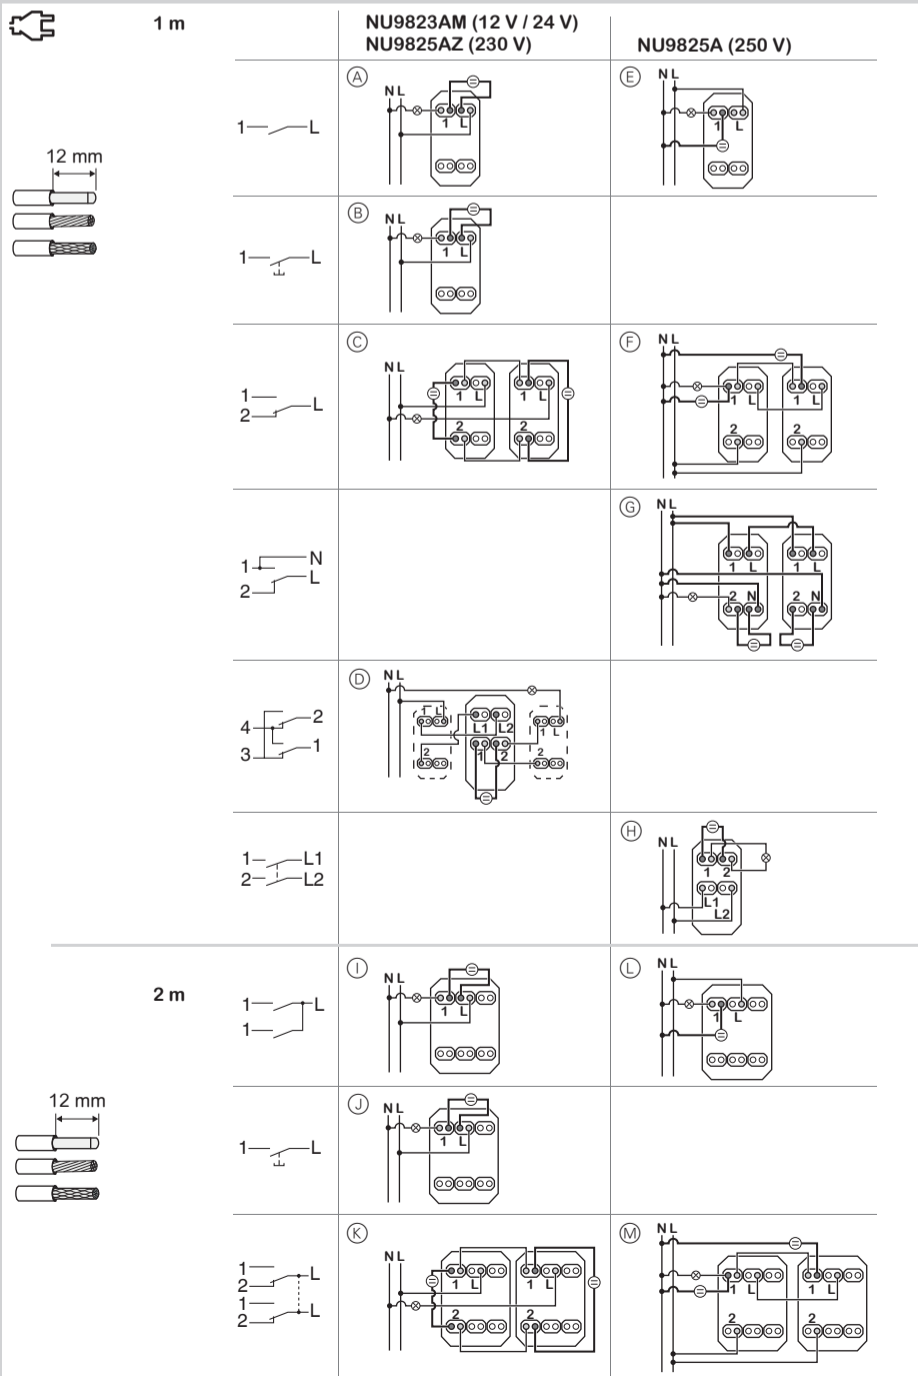 1 m
NU9823AM (12 V / 24 V)
NU9825AZ (230 V)
NU9825A (250 V)
12 mm
1 L
A
N L
1 L
E
N L
1 L
1 L
B
N L
1 L
1
2 L
C
N L
1 L 1 L
2 2
F
N L
1 L 1 L
2 2
1 N
2 L
G
N L
1 L 1 L
2 N 2 N
4 2
3 1
D
N L
1 L
2
L1 L2
1 2
1 L
2
1 L1
2 L2
H
N L
1 2
L1
L2
2 m
12 mm
1 L
1
I
N L
1 L
L
N L
1 L
1 L
J
N L
1 L
1
2 L
1
2 L
K
N L
1 L 1 L
2 2
M
N L
1 L 1 L
2 2